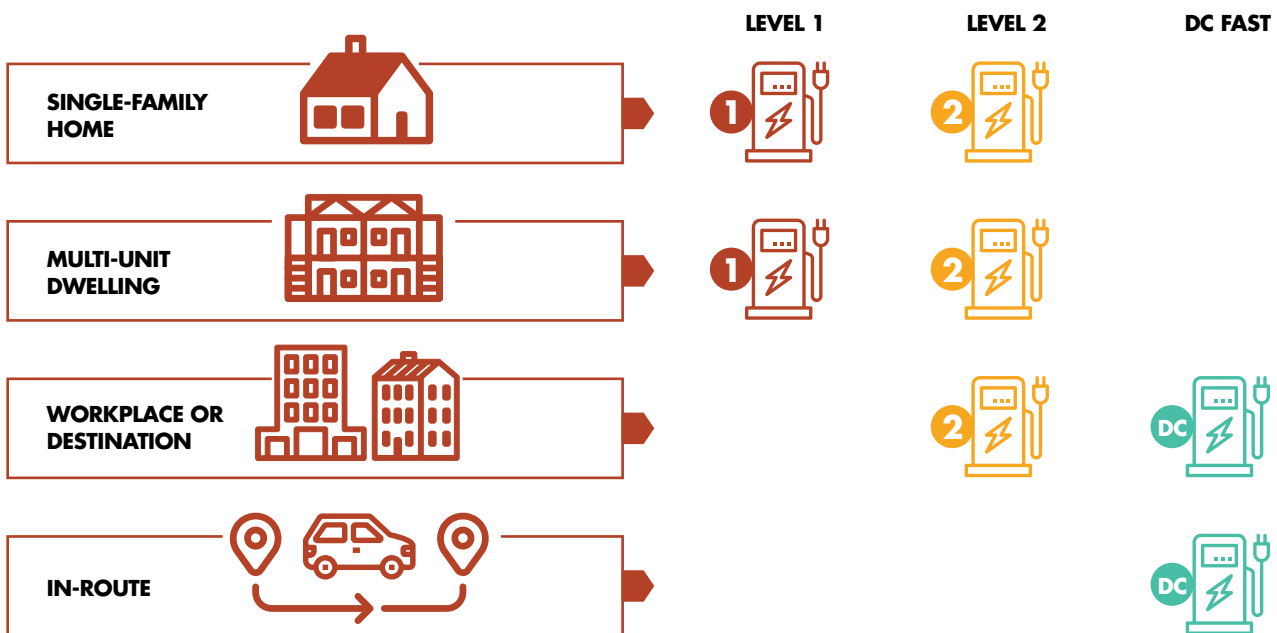 LEVEL 1 LEVEL 2 DC FAST
SINGLE-FAMILY
HOME
1 2
MULTI-UNIT
DWELLING
1 2
WORKPLACE OR
DESTINATION
2 DC
IN-ROUTE
DC